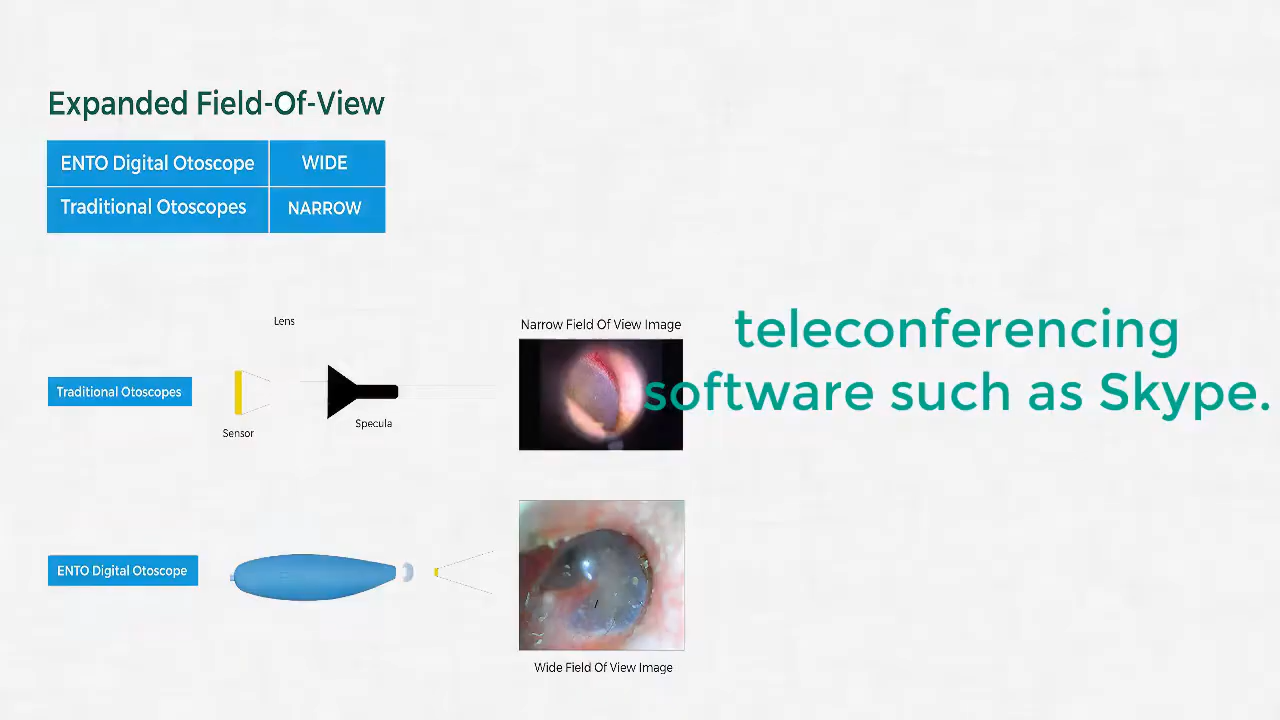 Expanded Field-Of-View
ENTO Digital Otoscope WIDE
Traditional Otoscopes NARROW
Lens
Narrow Field Of View Image
Traditional Otoscopes
Sensor
Specula
teleconferencing
software such as Skype.
ENTO Digital Otoscope
Wide Field Of View Image